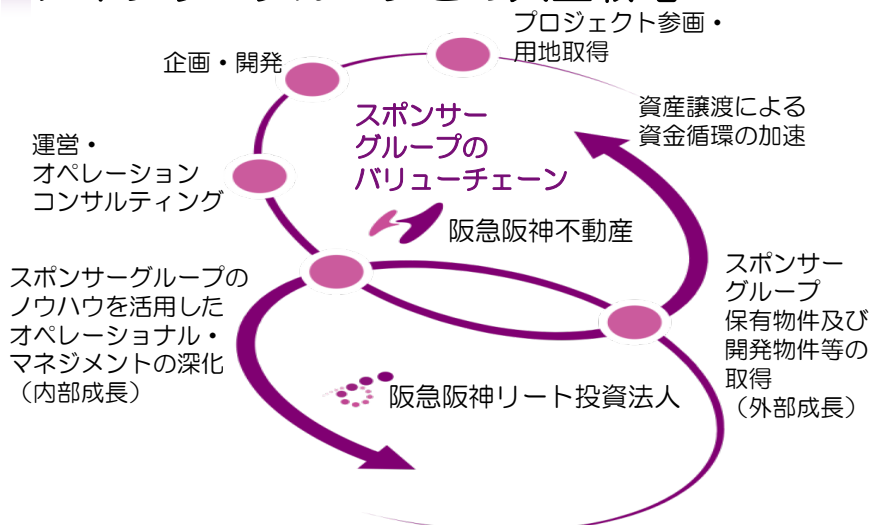 プロジェクト参画・
用地取得
企画・開発
資産譲渡による
資金循環の加速
スポンサー
グループの
バリューチェーン
運営・
オペレーション
コンサルティング
阪急阪神不動産
スポンサーグループの
ノウハウを活用した
オペレーショナル・
マネジメントの深化
（内部成長）
スポンサー
グループ
保有物件及び
開発物件等の
取得
（外部成長）
阪急阪神リート投資法人